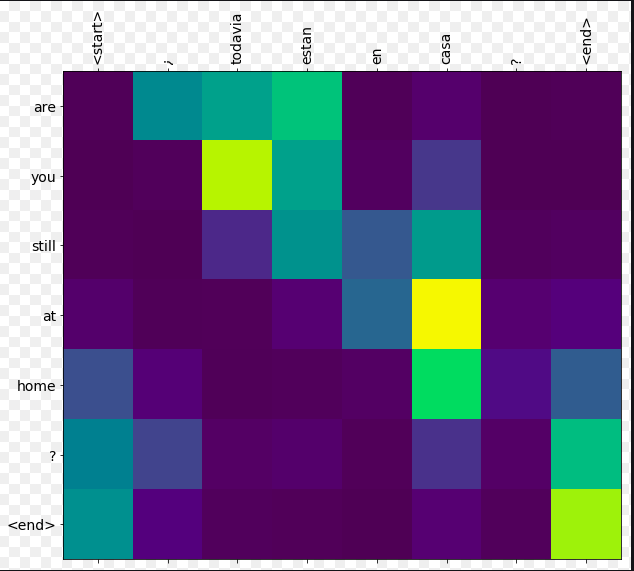 <start> ¿ todavia estan en casa ? <end>
are
you
still
at
home
?
<end>